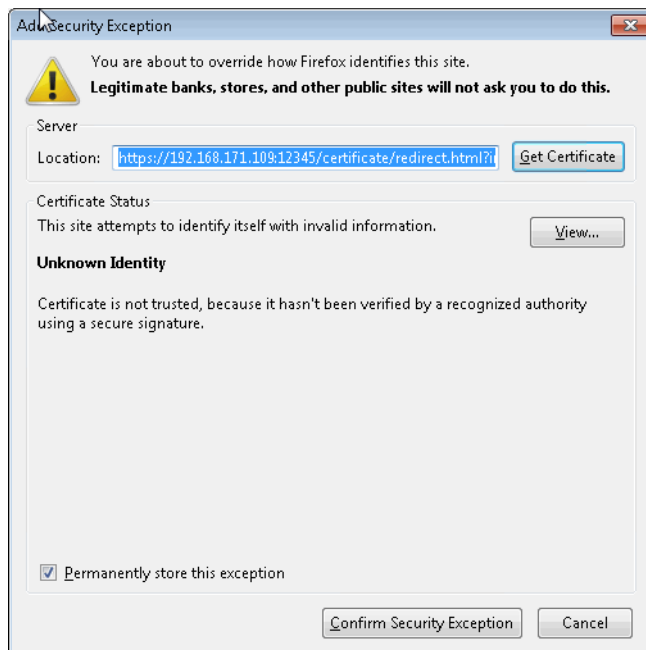 Add Security Exception
You are about to override how Firefox identifies this site.
Legitimate banks, stores, and other public sites will not ask you to do this.
Server
Location: https://192.168.171.109:12345/certificate/redirect.html?i Get Certificate
Certificate Status
This site attempts to identify itself with invalid information.
View...
Unknown Identity
Certificate is not trusted, because it hasn't been verified by a recognized authority
using a secure signature.
Permanently store this exception
Confirm Security Exception Cancel